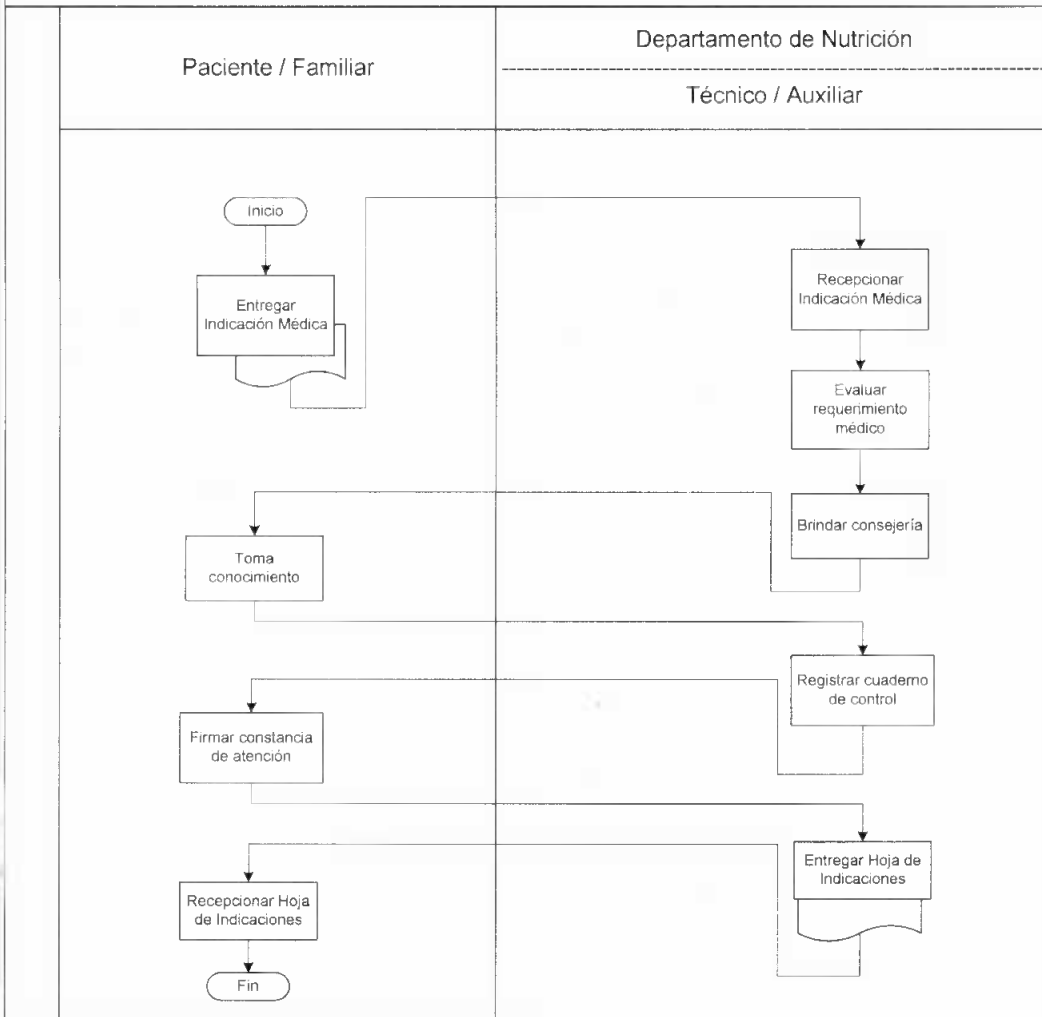 Paciente / Familiar
Departamento de Nutrición
Técnico / Auxiliar
Inicio
Entregar
Indicación Médica
Recepcionar
Indicación Médica
Evaluar
requerimiento
médico
Brindar consejería
Toma
conocimiento
Registrar cuaderno
de control
Firmar constancia
de atención
Entregar Hoja de
Indicaciones
Recepcionar Hoja
de Indicaciones
Fin